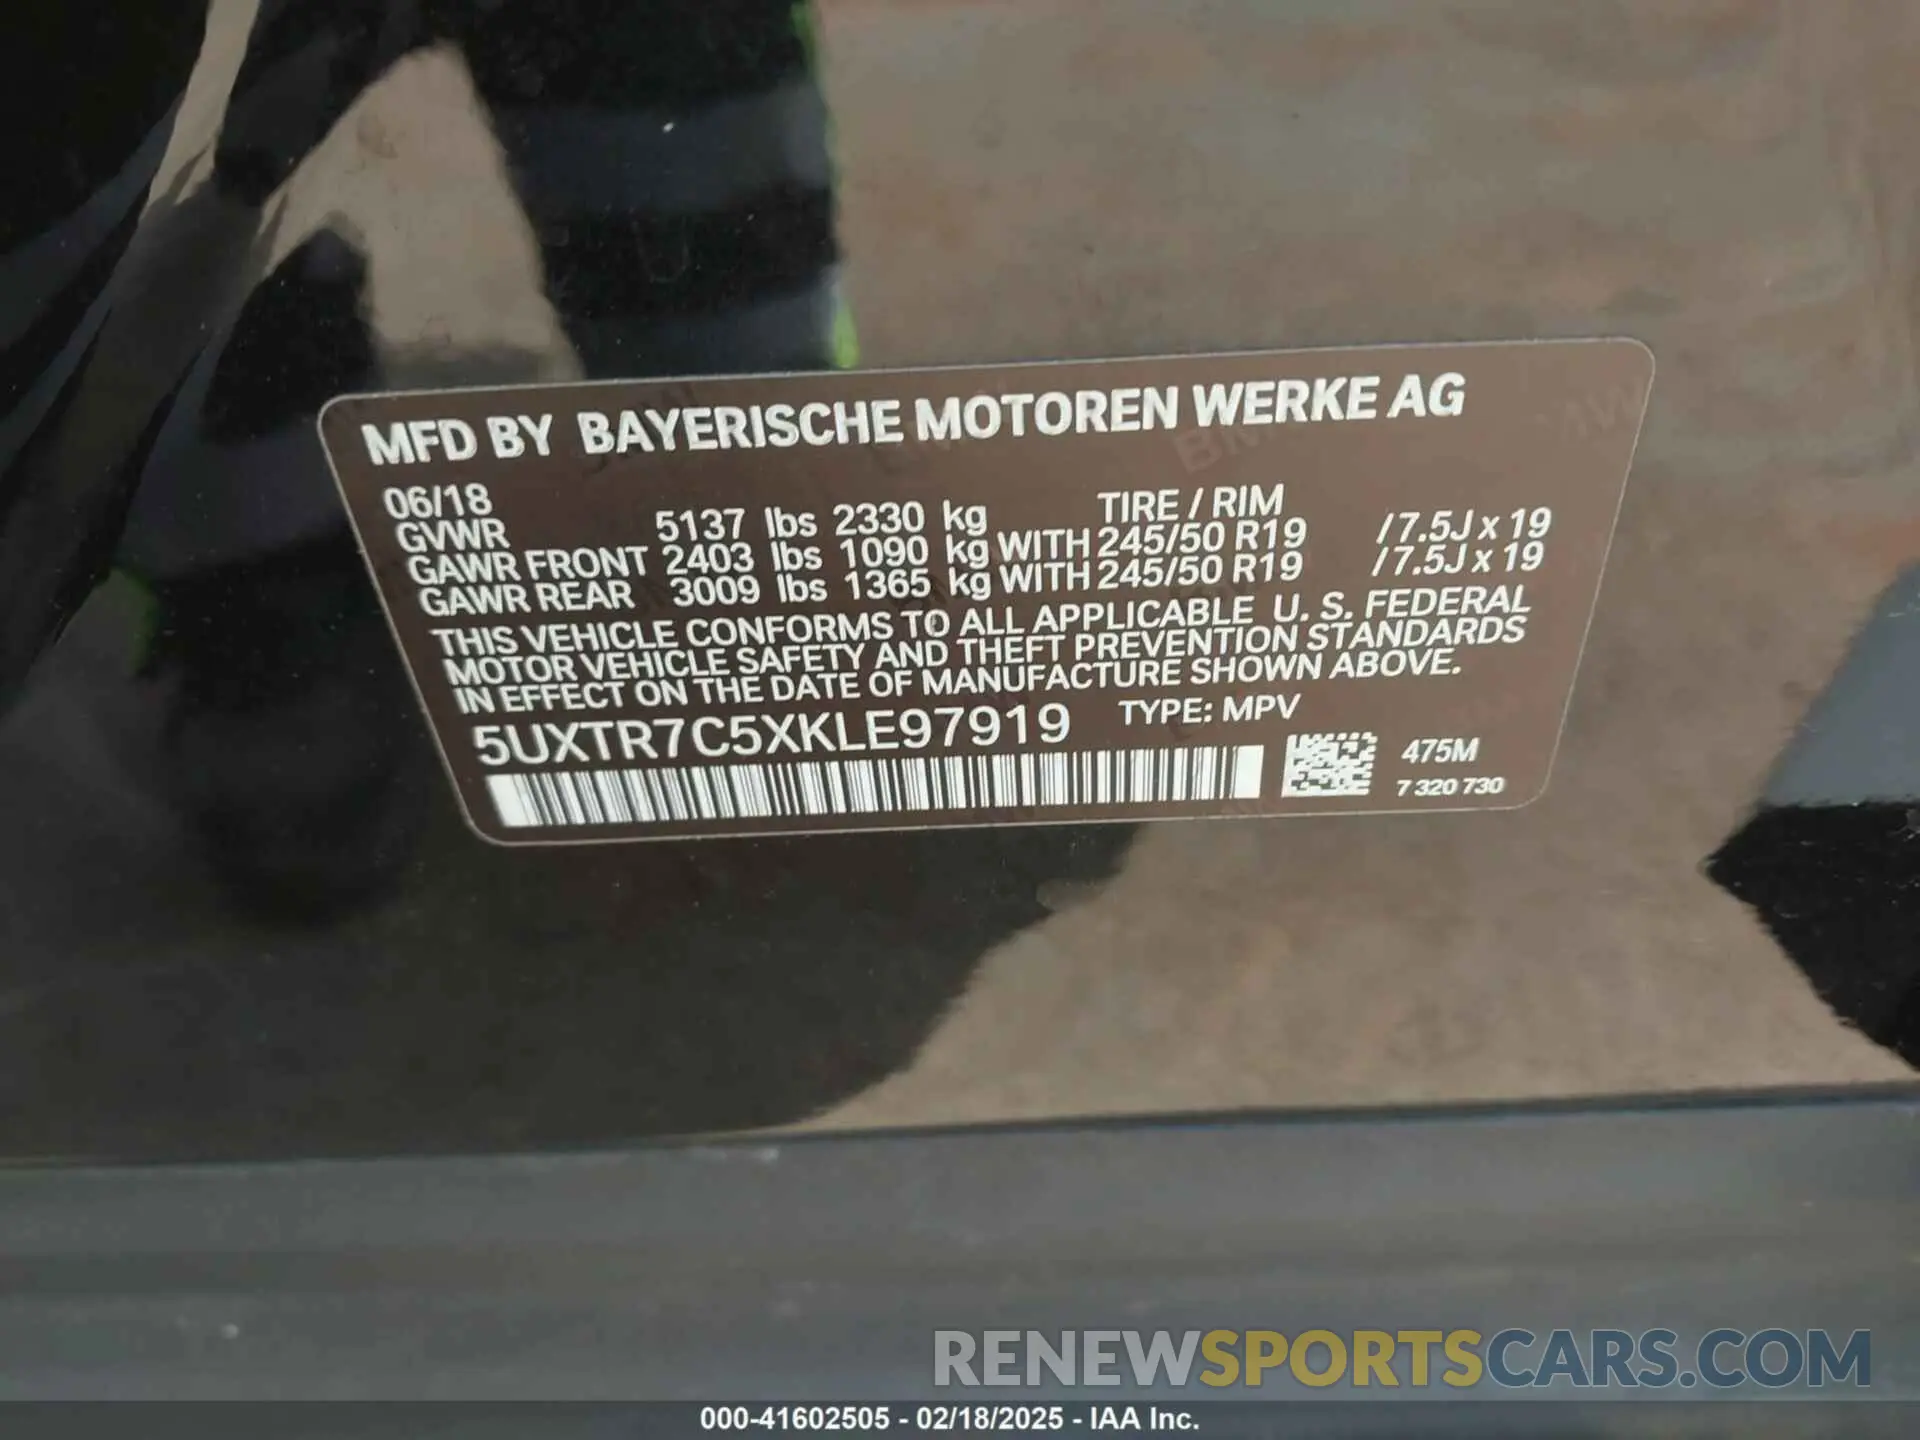 MFD BY BAYERISCHE MOTOREN WERKE AG
06/18 TIRE / RIM
GVWR 5137 lbs 2330 kg
GAWR FRONT 2403 lbs 1090 kg WITH 245/50 R19 /7.5J x 19
GAWR REAR 3009 lbs 1365 kg WITH 245/50 R19 /7.5J x 19
THIS VEHICLE CONFORMS TO ALL APPLICABLE U. S. FEDERAL
MOTOR VEHICLE SAFETY AND THEFT PREVENTION STANDARDS
IN EFFECT ON THE DATE OF MANUFACTURE SHOWN ABOVE.
5UXTR7C5XKLE97919 TYPE: MPV
475M
7 320 730
RENEWSPORTSCARS.COM
000-41602505 - 02/18/2025 - IAA Inc.